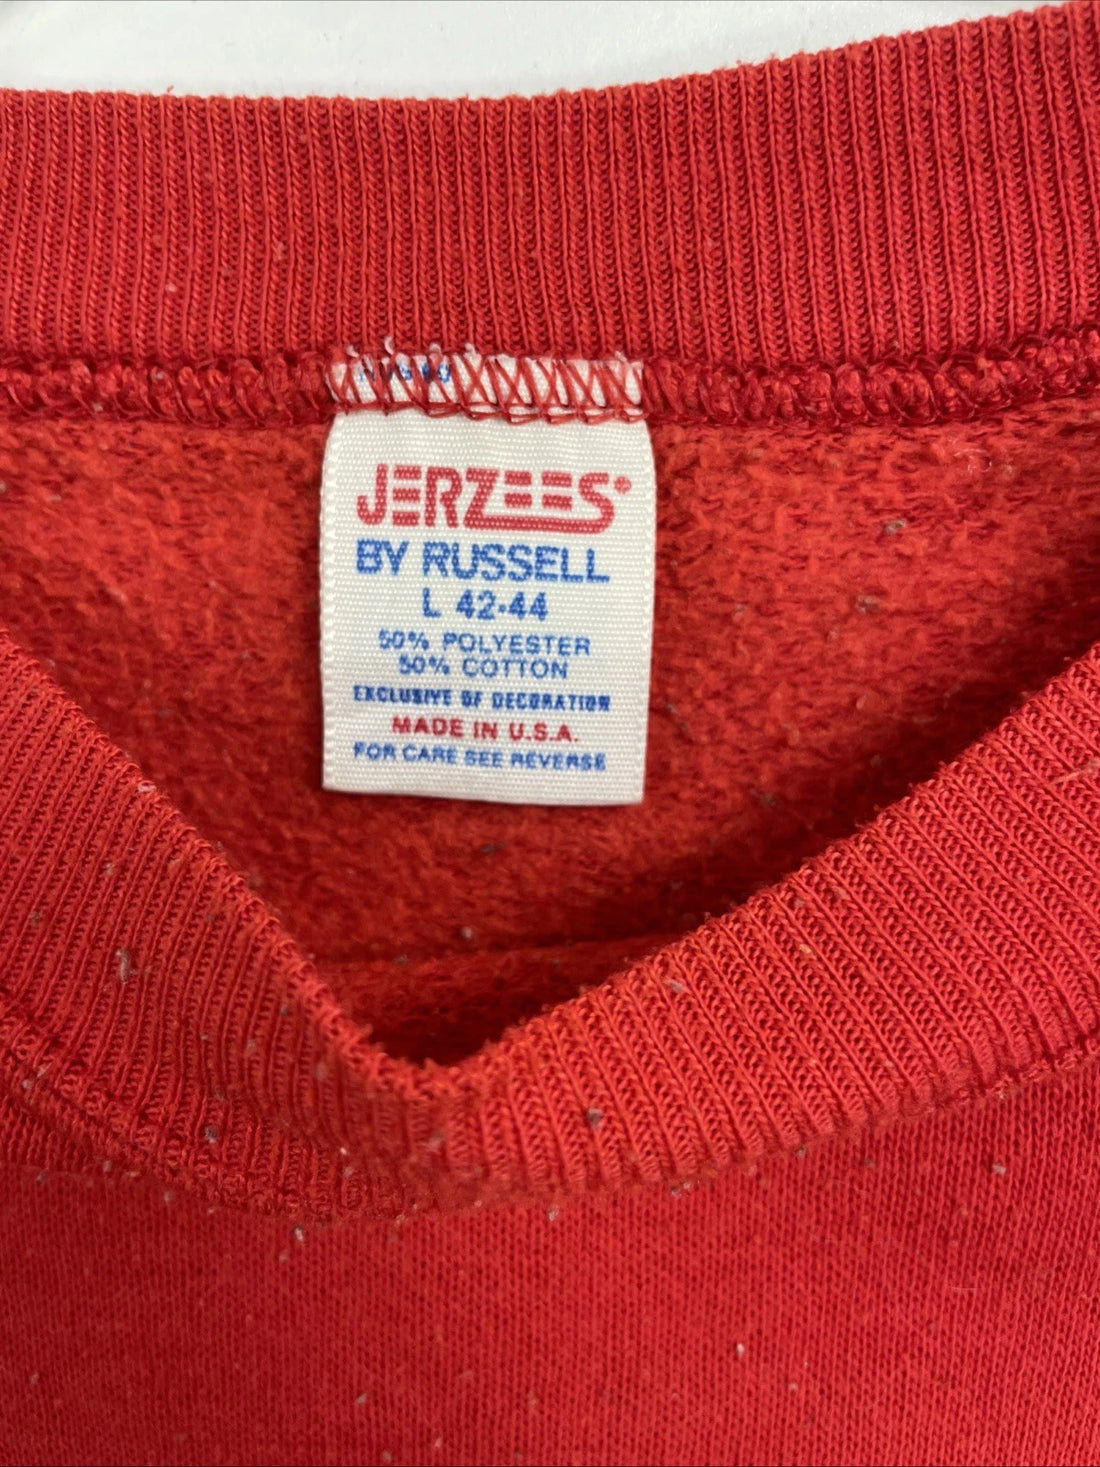 JERZEES
BY RUSSELL
L 42-44
50% POLYESTER
50% COTTON
EXCLUSIVE OF DECORATION
MADE IN U.S.A.
FOR CARE SEE REVERSE